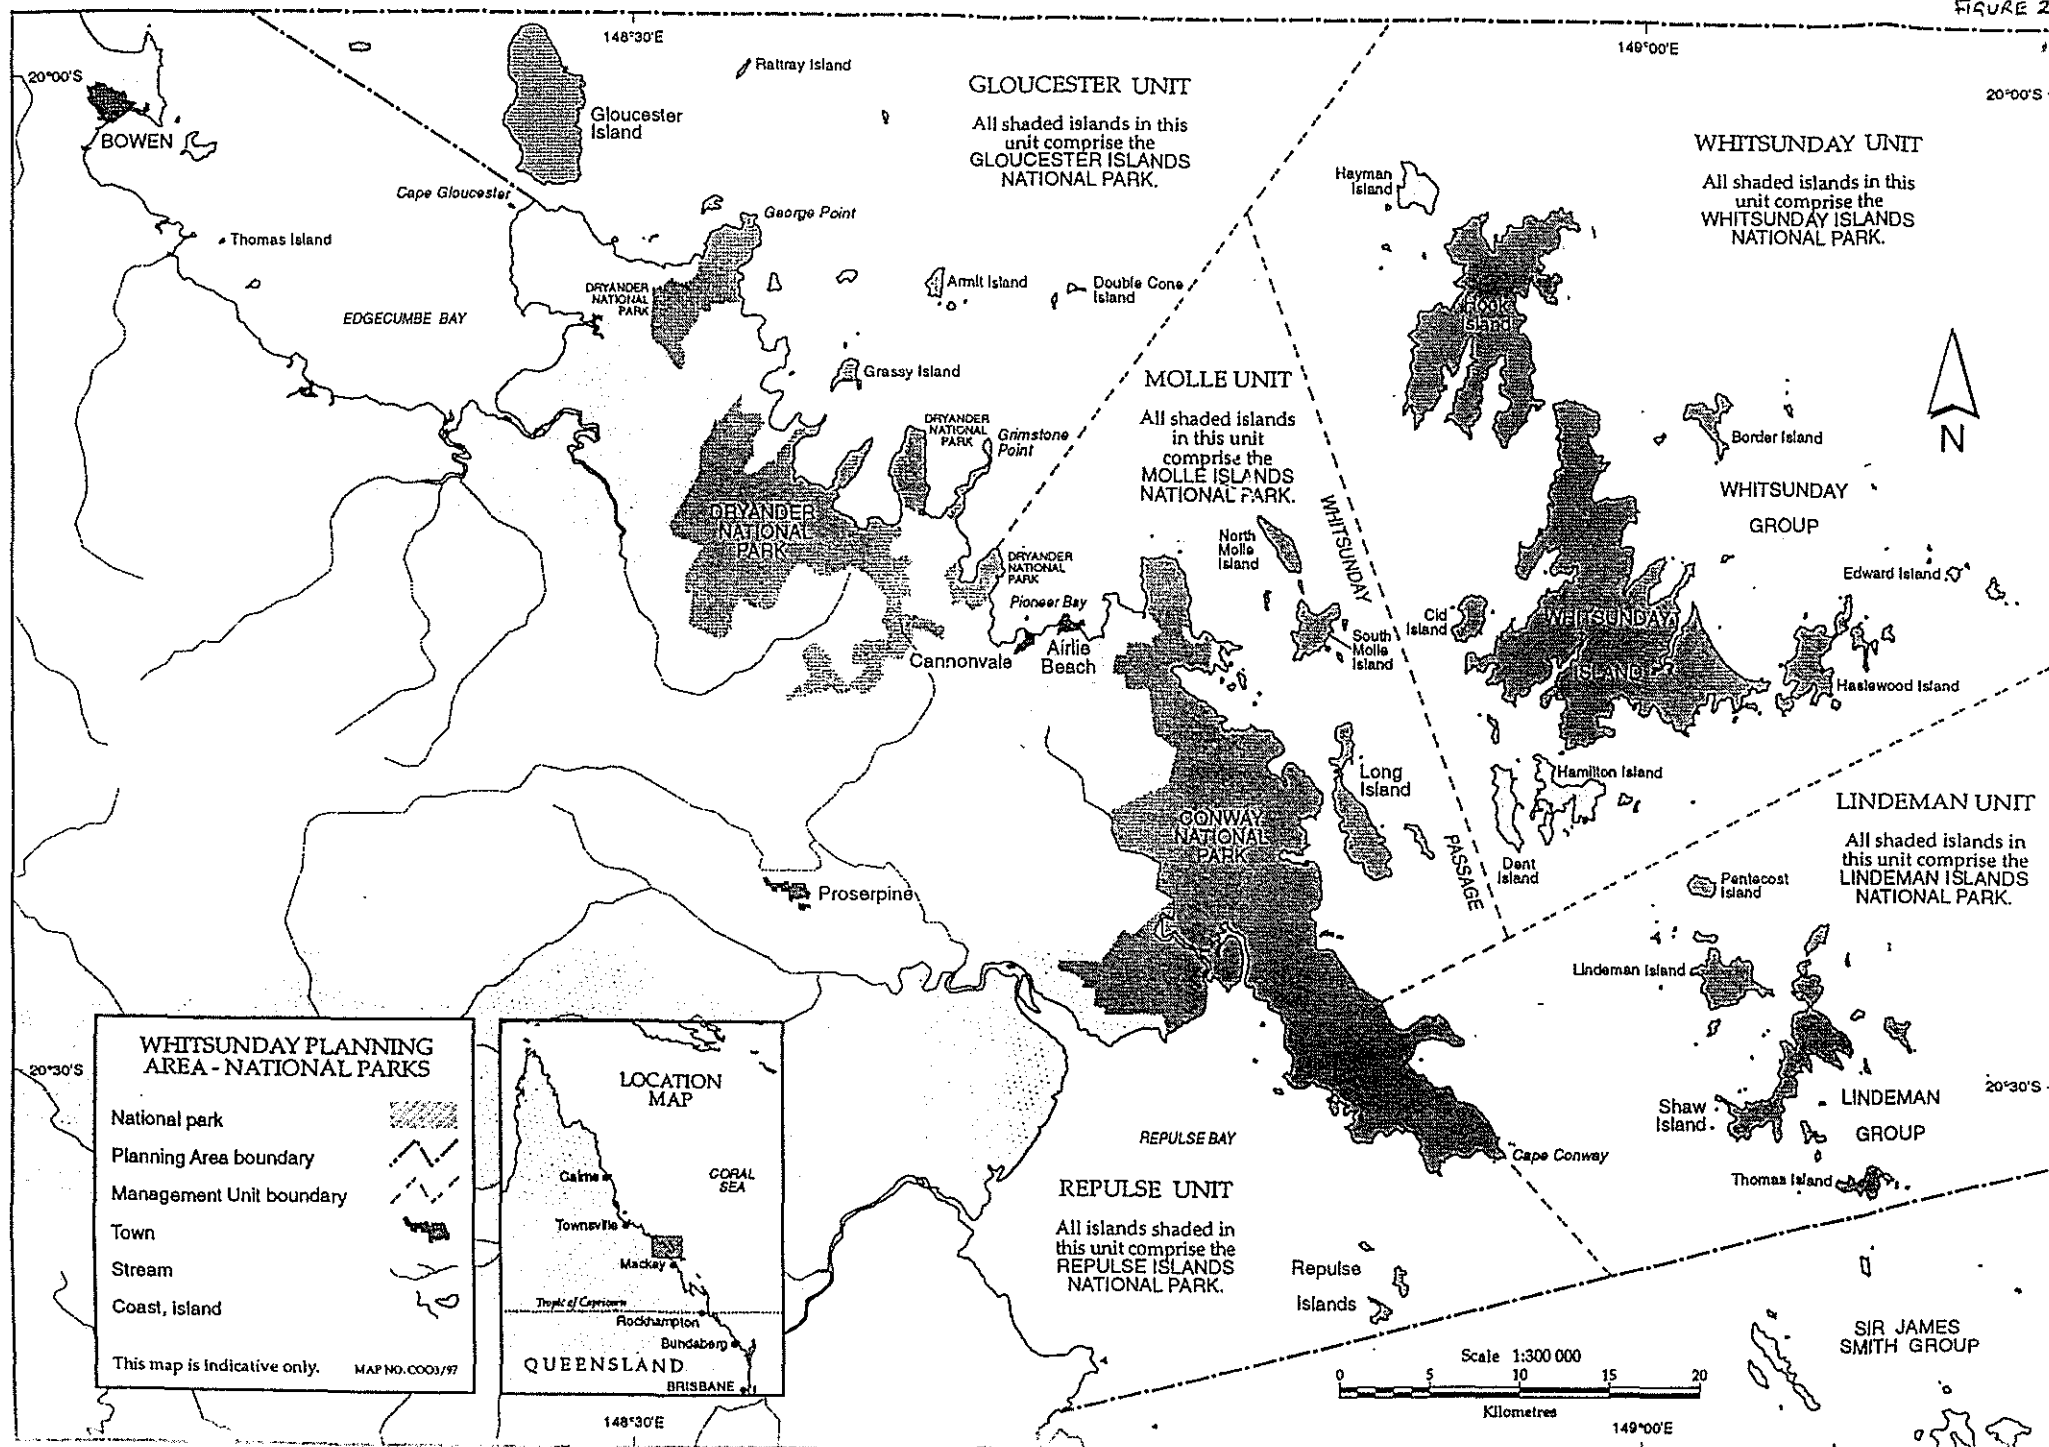 FIGURE 2
148°30'E
149°00'E
20°00'S
20°00'S
BOWEN
Gloucester
Island
Rattray Island
GLOUCESTER UNIT
All shaded islands in this
unit comprise the
GLOUCESTER ISLANDS
NATIONAL PARK.
WHITSUNDAY UNIT
All shaded islands in this
unit comprise the
WHITSUNDAY ISLANDS
NATIONAL PARK.
Hayman
Island
Cape Gloucester
George Point
Thomas Island
DRYANDER
NATIONAL
PARK
Armit Island
Double Cone
Island
EDGECUMBE BAY
Hook
Island
Grassy Island
MOLLE UNIT
All shaded islands
in this unit
comprise the
MOLLE ISLANDS
NATIONAL PARK.
N
DRYANDER
NATIONAL
PARK
Grimstone
Point
Border Island
WHITSUNDAY
GROUP
DRYANDER
NATIONAL
PARK
North
Molle
Island
WHITSUNDAY
PASSAGE
DRYANDER
NATIONAL
PARK
Pioneer Bay
Edward Island
Cid
Island
WHITSUNDAY
ISLAND
South
Molle
Island
Cannonvale
Airlie
Beach
Haslewood Island
Long
Island
Hamilton Island
LINDEMAN UNIT
All shaded islands in
this unit comprise the
LINDEMAN ISLANDS
NATIONAL PARK.
CONWAY
NATIONAL
PARK
Dent
Island
Pentecost
Island
Proserpine
Lindeman Island
WHITSUNDAY PLANNING
AREA - NATIONAL PARKS
National park
Planning Area boundary
Management Unit boundary
Town
Stream
Coast, island
This map is indicative only.
MAP NO. COO3/97
LOCATION
MAP
CORAL
SEA
Cairns
Townsville
Mackay
Tropic of Capricorn
Rockhampton
Bundaberg
QUEENSLAND
BRISBANE
20°30'S
20°30'S
Shaw
Island
LINDEMAN
GROUP
REPULSE BAY
Cape Conway
Thomas Island
REPULSE UNIT
All islands shaded in
this unit comprise the
REPULSE ISLANDS
NATIONAL PARK.
Repulse
Islands
SIR JAMES
SMITH GROUP
Scale 1:300 000
0 5 10 15 20
Kilometres
148°30'E
149°00'E